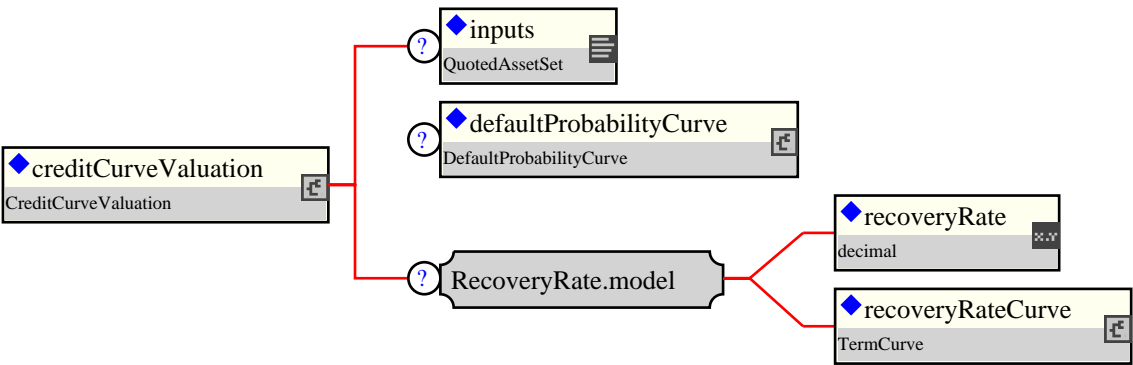 ?
inputs
QuotedAssetSet
?
defaultProbabilityCurve
DefaultProbabilityCurve
creditCurveValuation
CreditCurveValuation
?
RecoveryRate.model
recoveryRate
X.Y
decimal
recoveryRateCurve
TermCurve